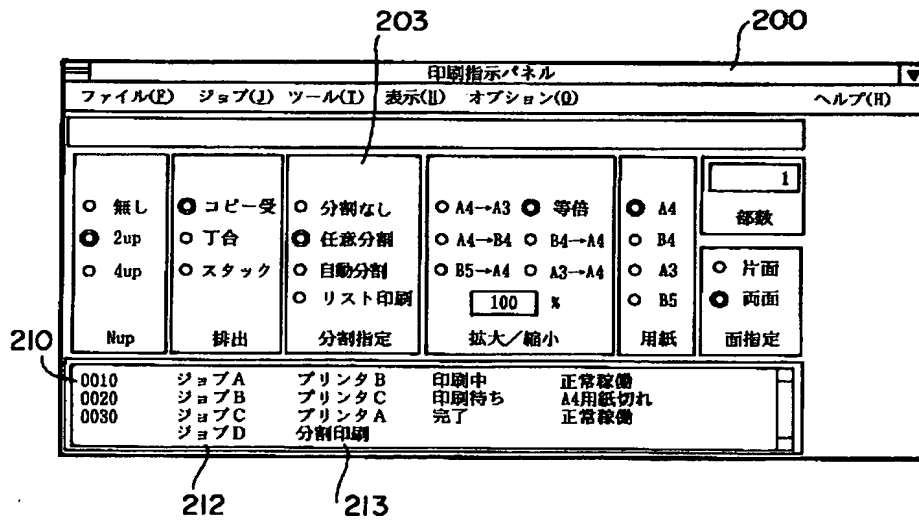 203
200
印刷指示パネル
ファイル(F) ジョブ(J) ツール(T) 表示(H) オプション(O) ヘルプ(H)
無し
2up
4up
Nup
コピー受
丁合
スタック
排出
分割なし
任意分割
自動分割
リスト印刷
分割指定
A4→A3 等倍
A4→B4 B4→A4
B5→A4 A3→A4
100 %
拡大/縮小
A4
B4
A3
B5
用紙
1
部数
片面
両面
面指定
210
0010 ジョブA プリンタB 印刷中 正常稼働
0020 ジョブB プリンタC 印刷待ち A4用紙切れ
0030 ジョブC プリンタA 完了 正常稼働
ジョブD 分割印刷
212
213